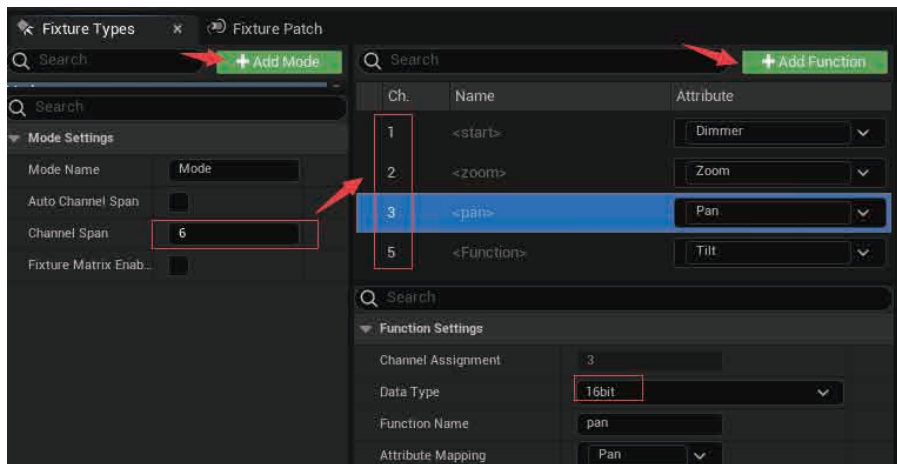 Fixture Types × Fixture Patch
Search + Add Mode
Search
Mode Settings
Mode Name Mode
Auto Channel Span
Channel Span 6
Fixture Matrix Enab...
Search + Add Function
Ch. Name Attribute
1 <start> Dimmer
2 <zoom> Zoom
3 <pan> Pan
5 <Function> Tilt
Search
Function Settings
Channel Assignment 3
Data Type 16bit
Function Name pan
Attribute Mapping Pan